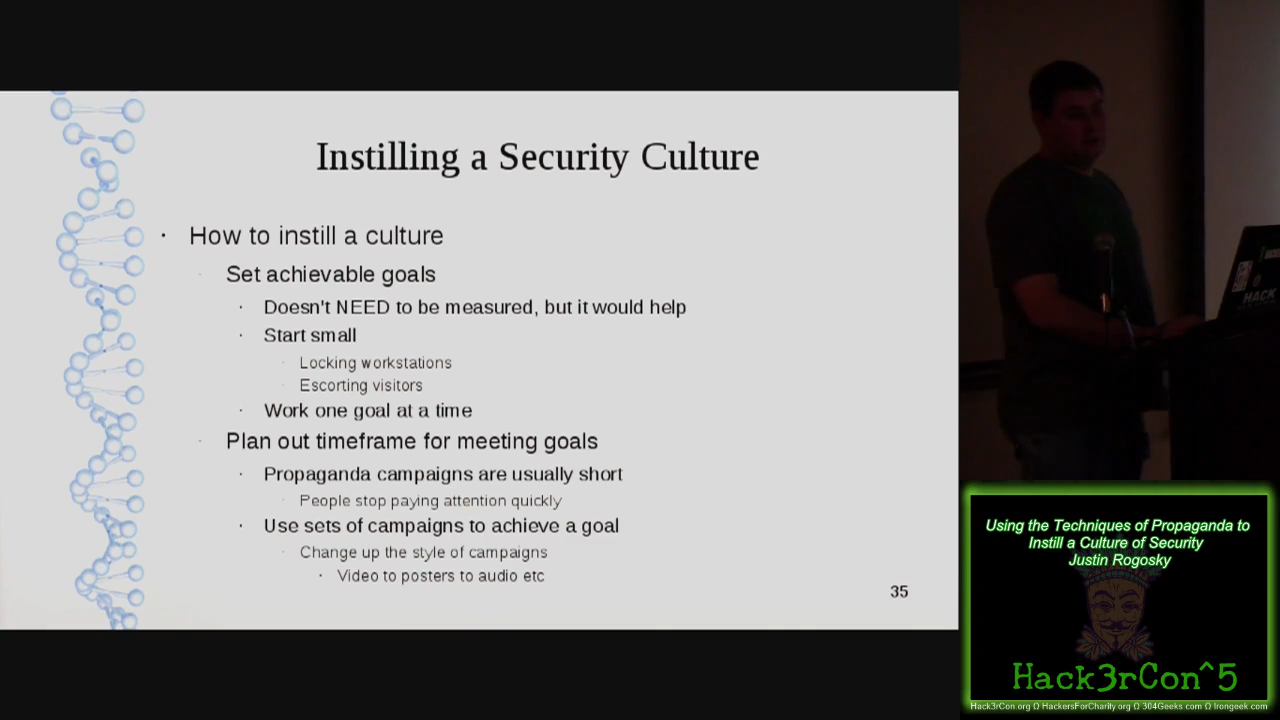 Instilling a Security Culture
How to instill a culture
Set achievable goals
Doesn't NEED to be measured, but it would help
Start small
Locking workstations
Escorting visitors
Work one goal at a time
Plan out timeframe for meeting goals
Propaganda campaigns are usually short
People stop paying attention quickly
Use sets of campaigns to achieve a goal
Change up the style of campaigns
Video to posters to audio etc
35
HACK
Using the Techniques of Propaganda to
Instill a Culture of Security
Justin Rogosky
Hack3rCon^5
Hack3rCon.org Ω HackersForCharity.org Ω 304Geeks.com Ω Irongeek.com